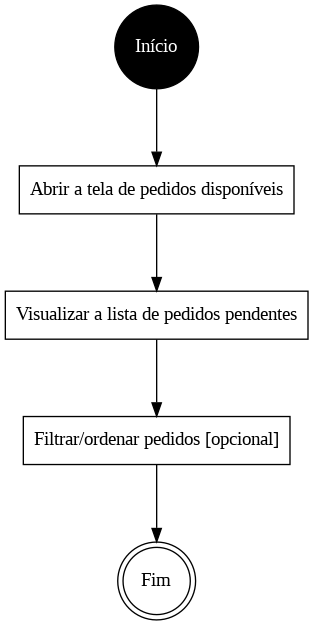 Início
Abrir a tela de pedidos disponíveis
Visualizar a lista de pedidos pendentes
Filtrar/ordenar pedidos [opcional]
Fim